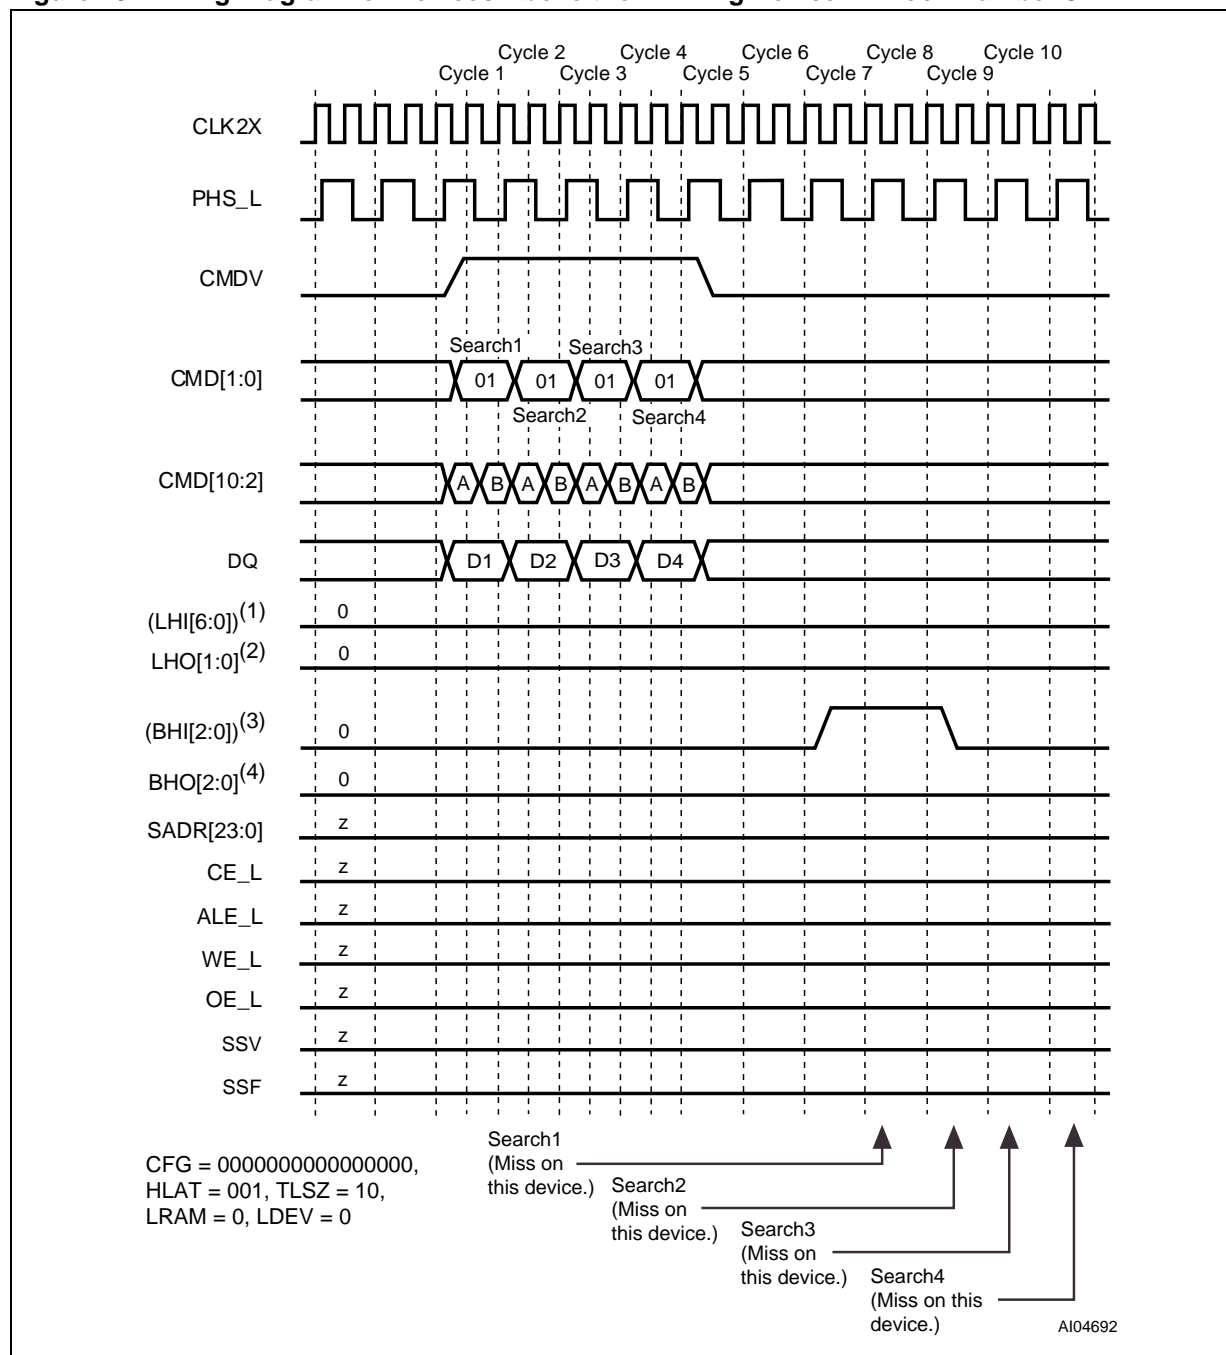 Cycle 2 Cycle 4 Cycle 6 Cycle 8 Cycle 10
Cycle 1 Cycle 3 Cycle 5 Cycle 7 Cycle 9
CLK2X
PHS_L
CMDV
Search1 Search3
CMD[1:0] 01 01 01 01
Search2 Search4
CMD[10:2] A B A B A B A B
DQ D1 D2 D3 D4
(LHI[6:0])(1) 0
LHO[1:0](2) 0
(BHI[2:0])(3) 0
BHO[2:0](4) 0
SADR[23:0] z
CE_L z
ALE_L z
WE_L z
OE_L z
SSV z
SSF z
CFG = 0000000000000000,
HLAT = 001, TLSZ = 10,
LRAM = 0, LDEV = 0
Search1
(Miss on
this device.)
Search2
(Miss on
this device.)
Search3
(Miss on
this device.)
Search4
(Miss on this
device.)
AI04692